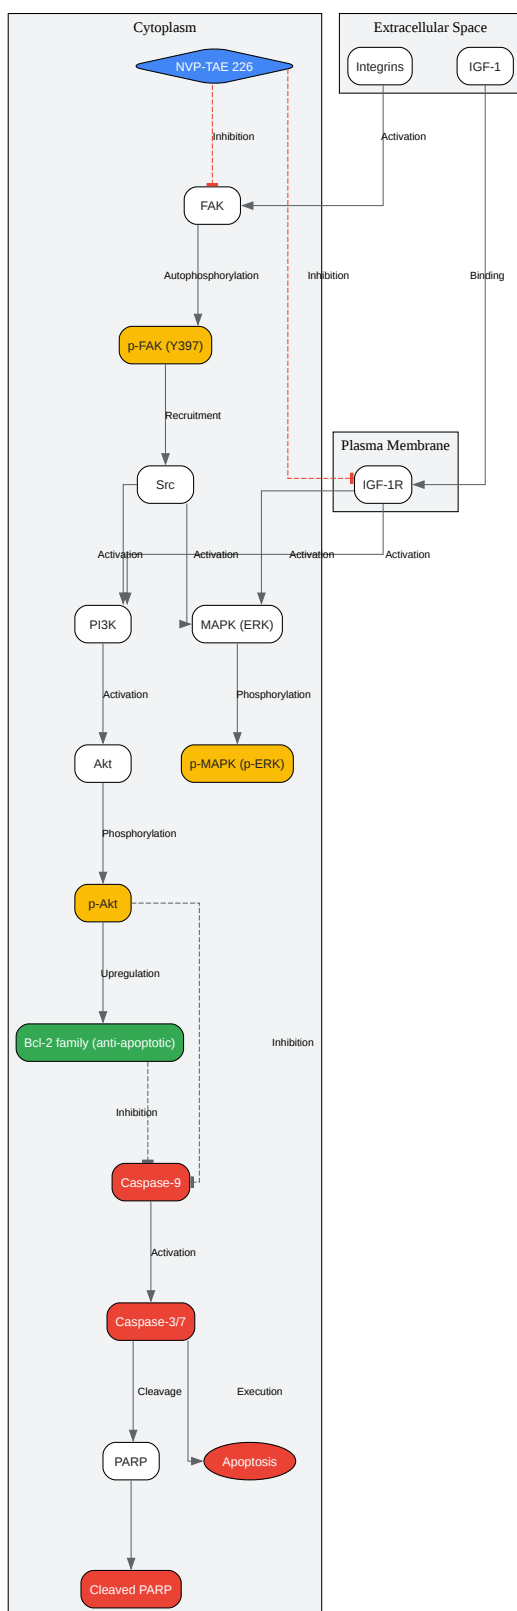 Cytoplasm
Extracellular Space
NVP-TAE 226
Integrins
IGF-1
Inhibition
Activation
FAK
Autophosphorylation
Inhibition
Binding
p-FAK (Y397)
Recruitment
Plasma Membrane
Src
IGF-1R
Activation
Activation
Activation
Activation
PI3K
MAPK (ERK)
Activation
Phosphorylation
Akt
p-MAPK (p-ERK)
Phosphorylation
p-Akt
Upregulation
Bcl-2 family (anti-apoptotic)
Inhibition
Inhibition
Caspase-9
Activation
Caspase-3/7
Cleavage
Execution
PARP
Apoptosis
Cleaved PARP